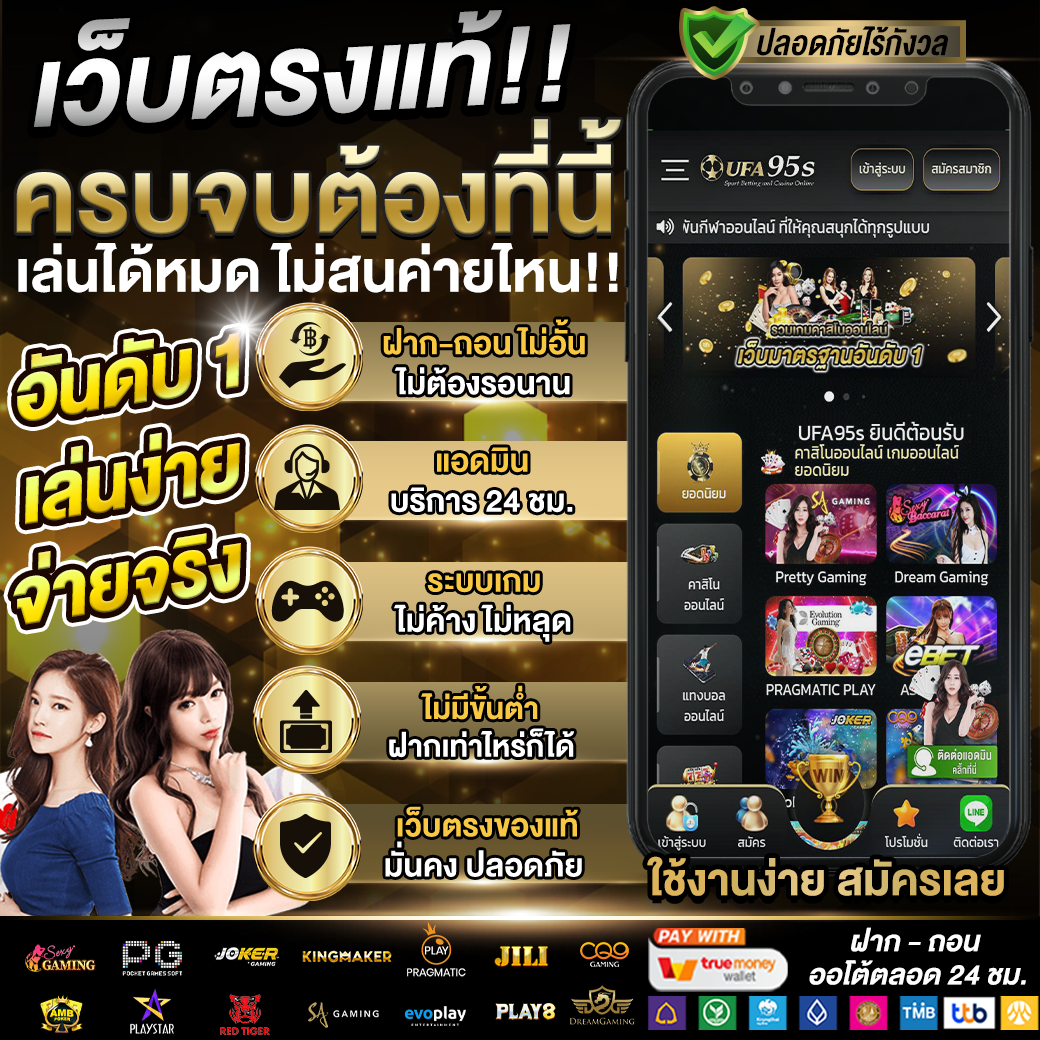 เว็บตรงแท้!!
ครบจบต้องที่นี้
เล่นได้หมด ไม่สนค่ายไหน!!
อันดับ 1
เล่นง่าย
จ่ายจริง
ฝาก-ถอน ไม่อั้น
ไม่ต้องรอนาน
แอดมิน
บริการ 24 ชม.
ระบบเกม
ไม่ค้าง ไม่หลุด
ไม่มีขั้นต่ำ
ฝากเท่าไหร่ก็ได้
เว็บตรงของแท้
มั่นคง ปลอดภัย
ปลอดภัยไร้กังวล
UFA95s
Sport Betting and Casino Online
เข้าสู่ระบบ
สมัครสมาชิก
พันกีฬาออนไลน์ ที่ให้คุณสนุกได้ทุกรูปแบบ
รวมเกมคาสิโนออนไลน์
เว็บมาตรฐานอันดับ 1
UFA95s ยินดีต้อนรับ
คาสิโนออนไลน์ เกมออนไลน์
ยอดนิยม
ยอดนิยม
คาสิโน
ออนไลน์
แทงบอล
ออนไลน์
SA GAMING
Sexy Baccarat
Pretty Gaming
Dream Gaming
Evolution Gaming
eBET
PRAGMATIC PLAY
AS
JOKER
CQ9
ติดต่อแอดมิน
คลิ๊กที่นี่
WIN
เข้าสู่ระบบ
สมัคร
โปรโมชั่น
LINE
ติดต่อเรา
ใช้งานง่าย สมัครเลย
Sexy GAMING
PG
POCKET GAMES SOFT
JOKER GAMING
KINGMAKER
PLAY
PRAGMATIC
JILI
CQ9
GAMING
AMB
POKER
PLAYSTAR
RED TIGER
SA GAMING
evoplay
ENTERTAINMENT
PLAY8
DG
DREAMGAMING
PAY WITH
truemoney
wallet
ฝาก - ถอน
ออโต้ตลอด 24 ชม.
TMB
ttb